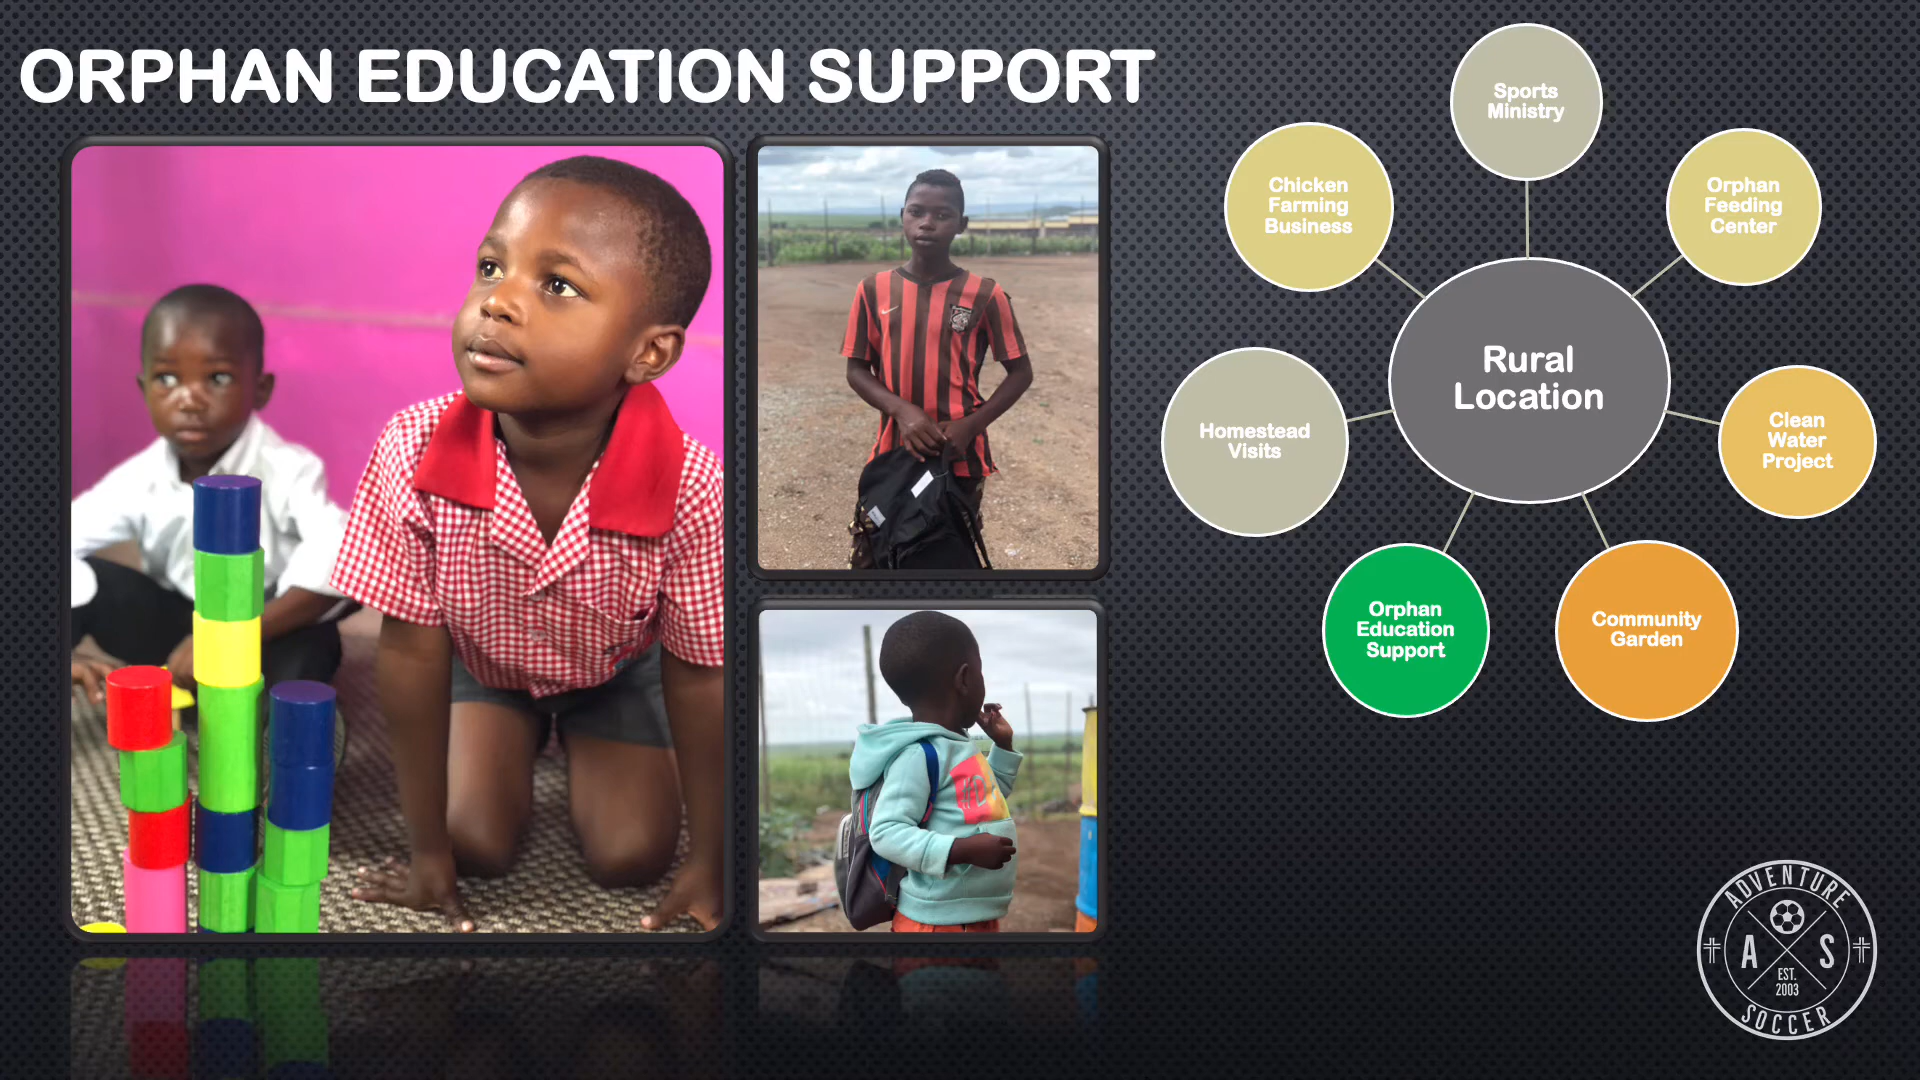 ORPHAN EDUCATION SUPPORT
Sports
Ministry
Chicken
Farming
Business
Orphan
Feeding
Center
Rural
Location
Homestead
Visits
Clean
Water
Project
Orphan
Education
Support
Community
Garden
ADVENTURE
A S
EST.
2003
SOCCER